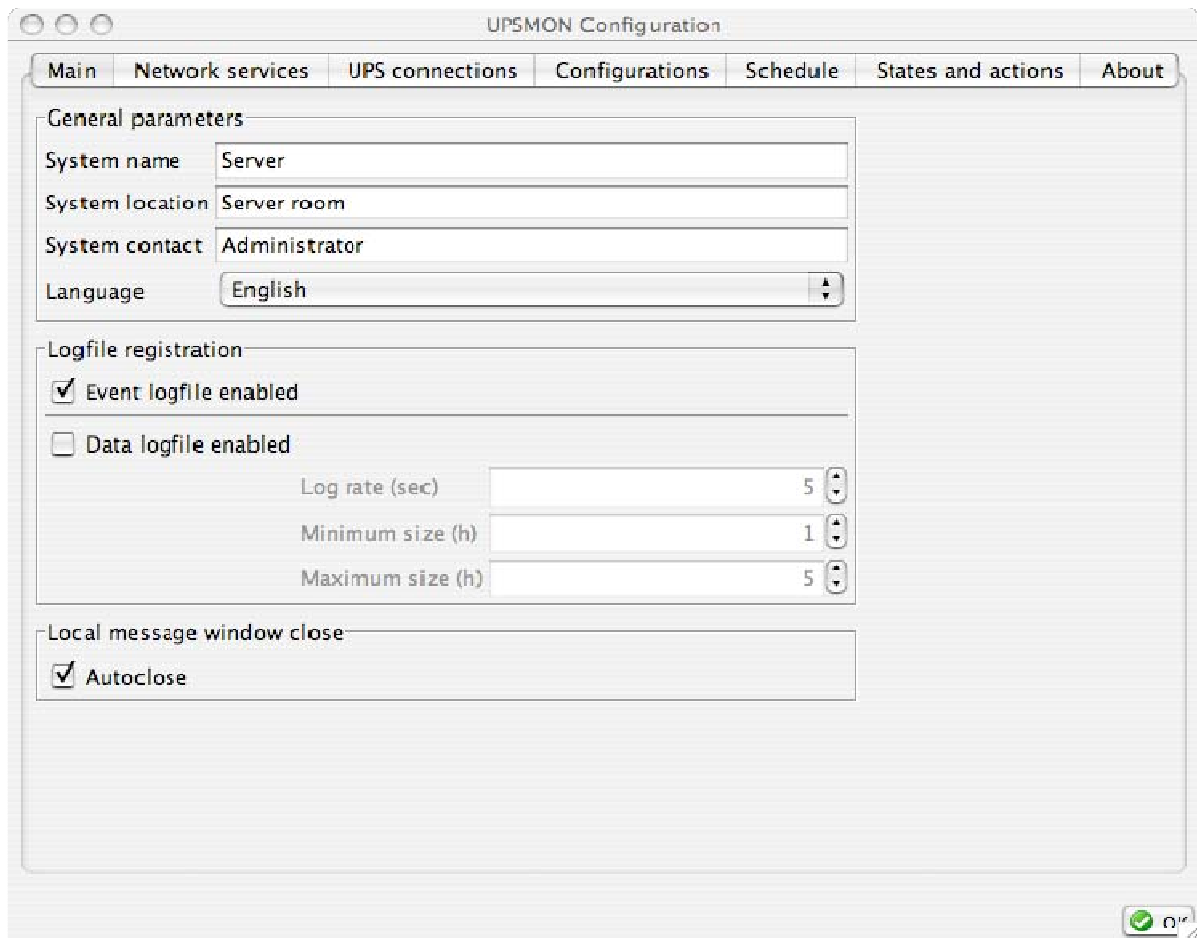 UPSMON Configuration
Main Network services UPS connections Configurations Schedule States and actions About
General parameters
System name Server
System location Server room
System contact Administrator
Language English
Logfile registration
Event logfile enabled
Data logfile enabled
Log rate (sec) 5
Minimum size (h) 1
Maximum size (h) 5
Local message window close
Autoclose